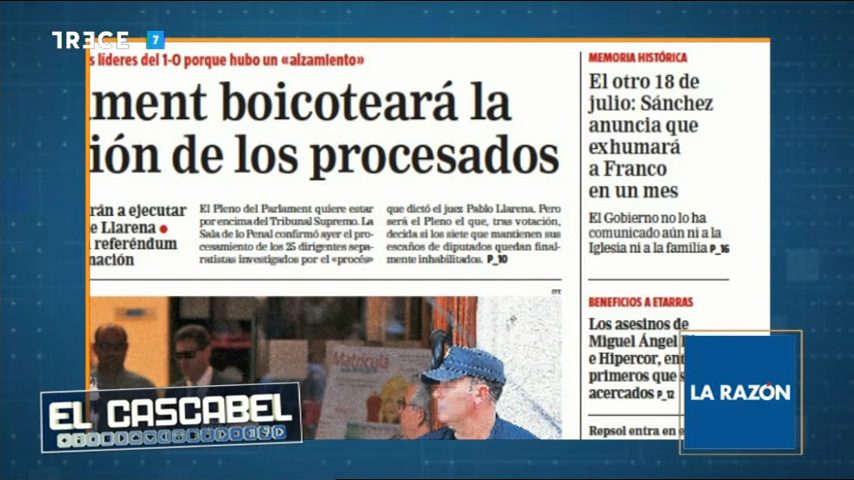 TRECE 7
s líderes del 1-O porque hubo un «alzamiento»
ment boicoteará la
ión de los procesados
rán a ejecutar
e Llarena ●
referéndum
nación
El Pleno del Parlament quiere estar
por encima del Tribunal Supremo. La
Sala de lo Penal confirmó ayer el pro-
cesamiento de los 25 dirigentes sepa-
ratistas investigados por el «procés»
que dictó el juez Pablo Llarena. Pero
será el Pleno el que, tras votación,
decida si los siete que mantienen sus
escaños de diputados quedan final-
mente inhabilitados. P_10
MEMORIA HISTÓRICA
El otro 18 de
julio: Sánchez
anuncia que
exhumará
a Franco
en un mes
El Gobierno no lo ha
comunicado aún ni a la
Iglesia ni a la familia P_16
BENEFICIOS A ETARRAS
Los asesinos de
Miguel Ángel
e Hipercor,
primeros que
acercados P_12
Repsol entra en
EFE
Matrícula
EL CASCABEL
LA RAZÓN